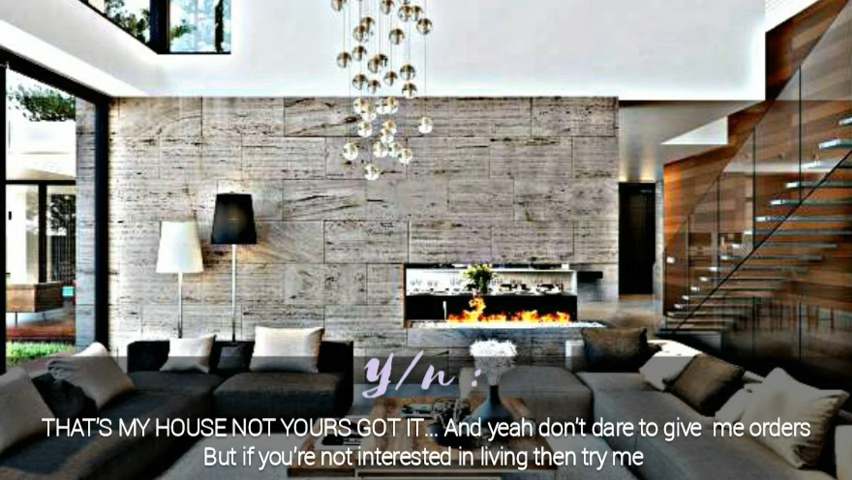 y/n :
THAT'S MY HOUSE NOT YOURS GOT IT... And yeah don't dare to give me orders
But if you're not interested in living then try me